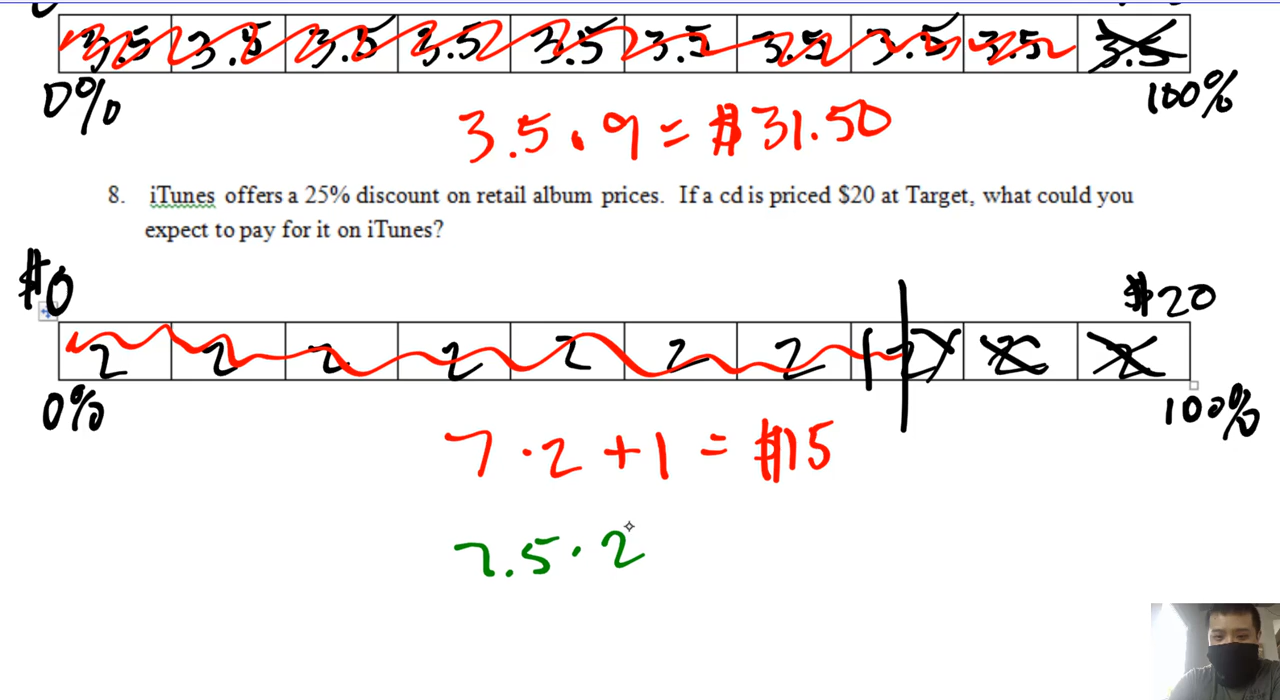 3.5 3.5 3.5 3.5 3.5 3.5 3.5 3.5 3.5 3.5
0% 100%
3.5 · 9 = $31.50
8. iTunes offers a 25% discount on retail album prices. If a cd is priced $20 at Target, what could you
expect to pay for it on iTunes?
$0 $20
2 2 2 2 2 2 2 1 2 2
0% 100%
7 · 2 + 1 = $15
7.5 · 2